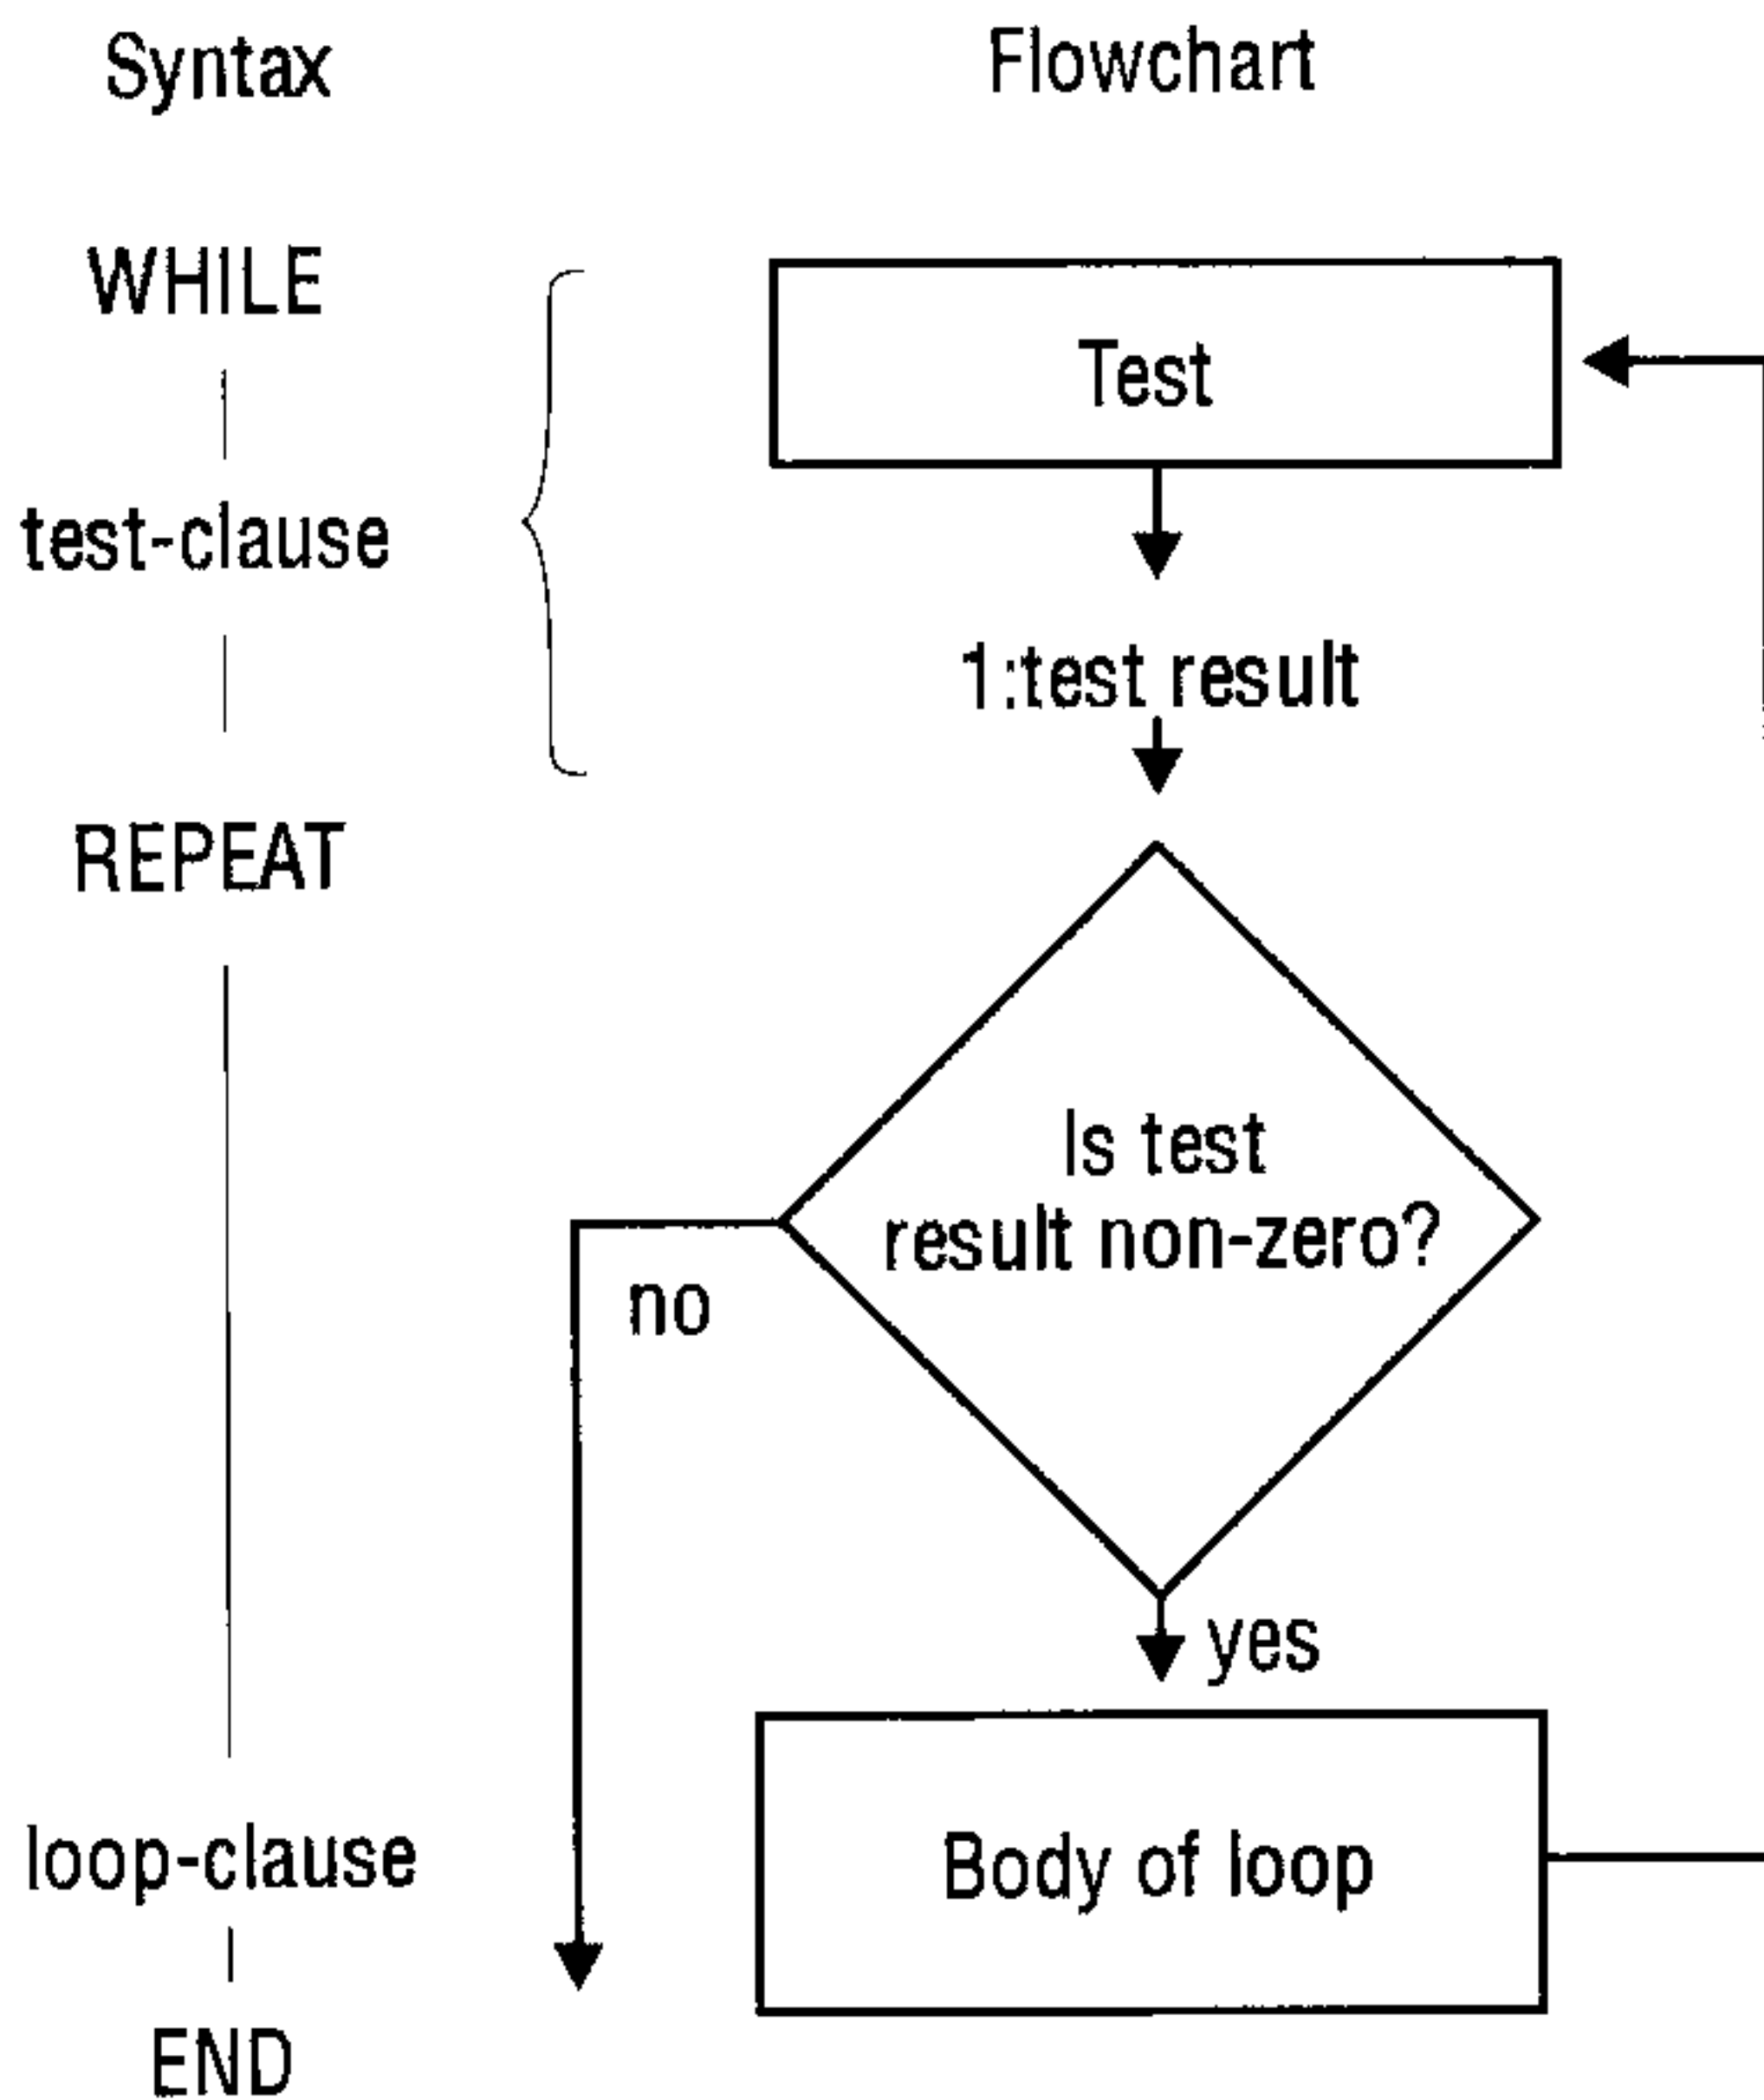 Syntax
Flowchart
WHILE
Test
test-clause
1:test result
REPEAT
Is test
result non-zero?
no
yes
loop-clause
Body of loop
END